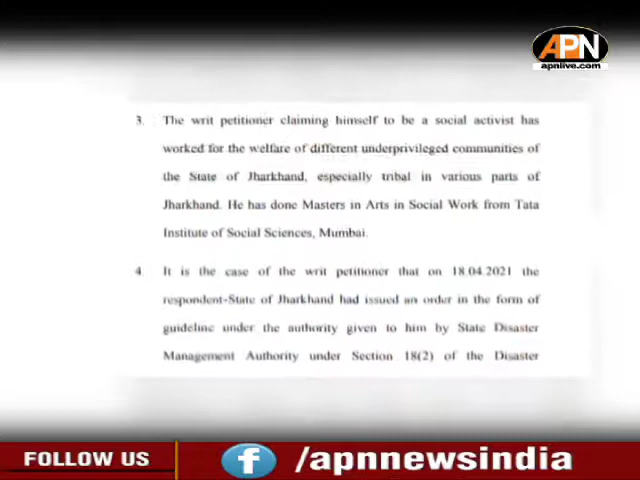 APN
apnlive.com
3. The writ petitioner claiming himself to be a social activist has
worked for the welfare of different underprivileged communities of
the State of Jharkhand, especially tribal in various parts of
Jharkhand. He has done Masters in Arts in Social Work from Tata
Institute of Social Sciences, Mumbai.
4. It is the case of the writ petitioner that on 18.04.2021 the
respondent-State of Jharkhand had issued an order in the form of
guideline under the authority given to him by State Disaster
Management Authority under Section 18(2) of the Disaster
FOLLOW US f /apnnewsindia